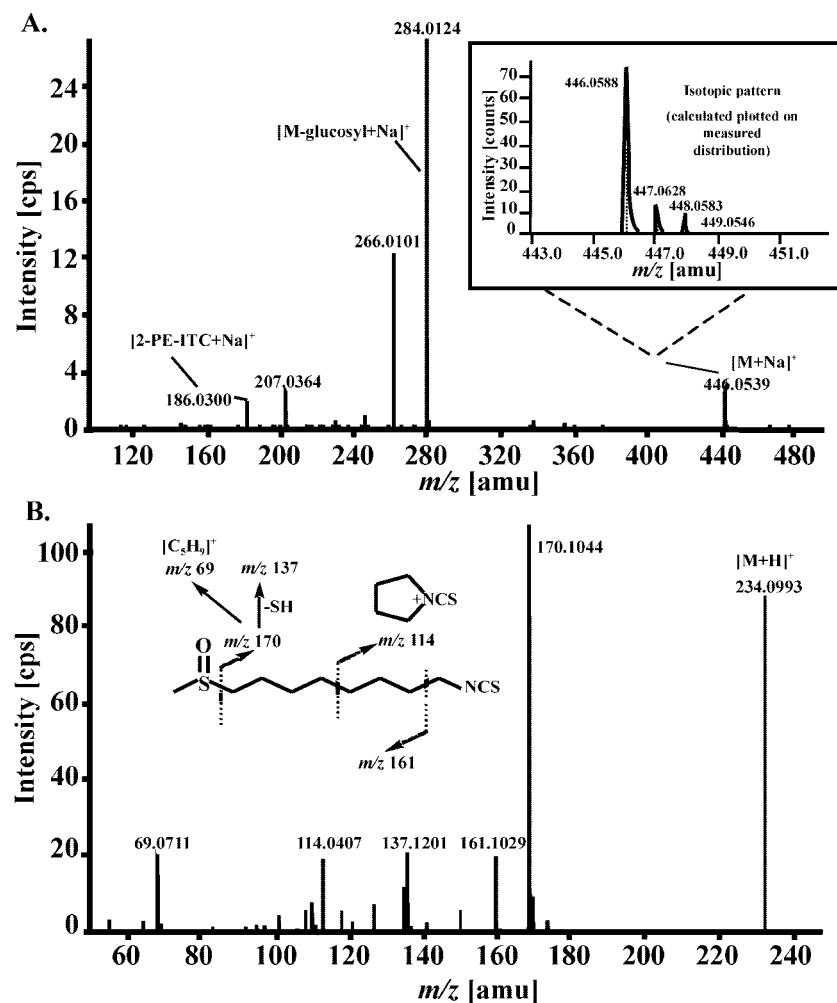 A.
284.0124
24
20
16
12
8
4
0
Intensity [cps]
[M-glucosyl+Na]⁺
266.0101
[2-PE-ITC+Na]⁺
186.0300
207.0364
[M+Na]⁺
446.0539
120 160 200 240 280 320 360 400 440 480
m/z [amu]
70
60
50
40
30
20
10
0
Intensity [counts]
446.0588
Isotopic pattern
(calculated plotted on
measured
distribution)
447.0628
448.0583
449.0546
443.0 445.0 447.0 449.0 451.0
m/z [amu]
B.
100
80
60
40
20
0
Intensity [cps]
[C₅H₉]⁺
m/z 69
m/z 137
-SH
m/z 170
O
S
+NCS
m/z 114
NCS
m/z 161
170.1044
[M+H]⁺
234.0993
69.0711
114.0407
137.1201
161.1029
60 80 100 120 140 160 180 200 220 240
m/z [amu]